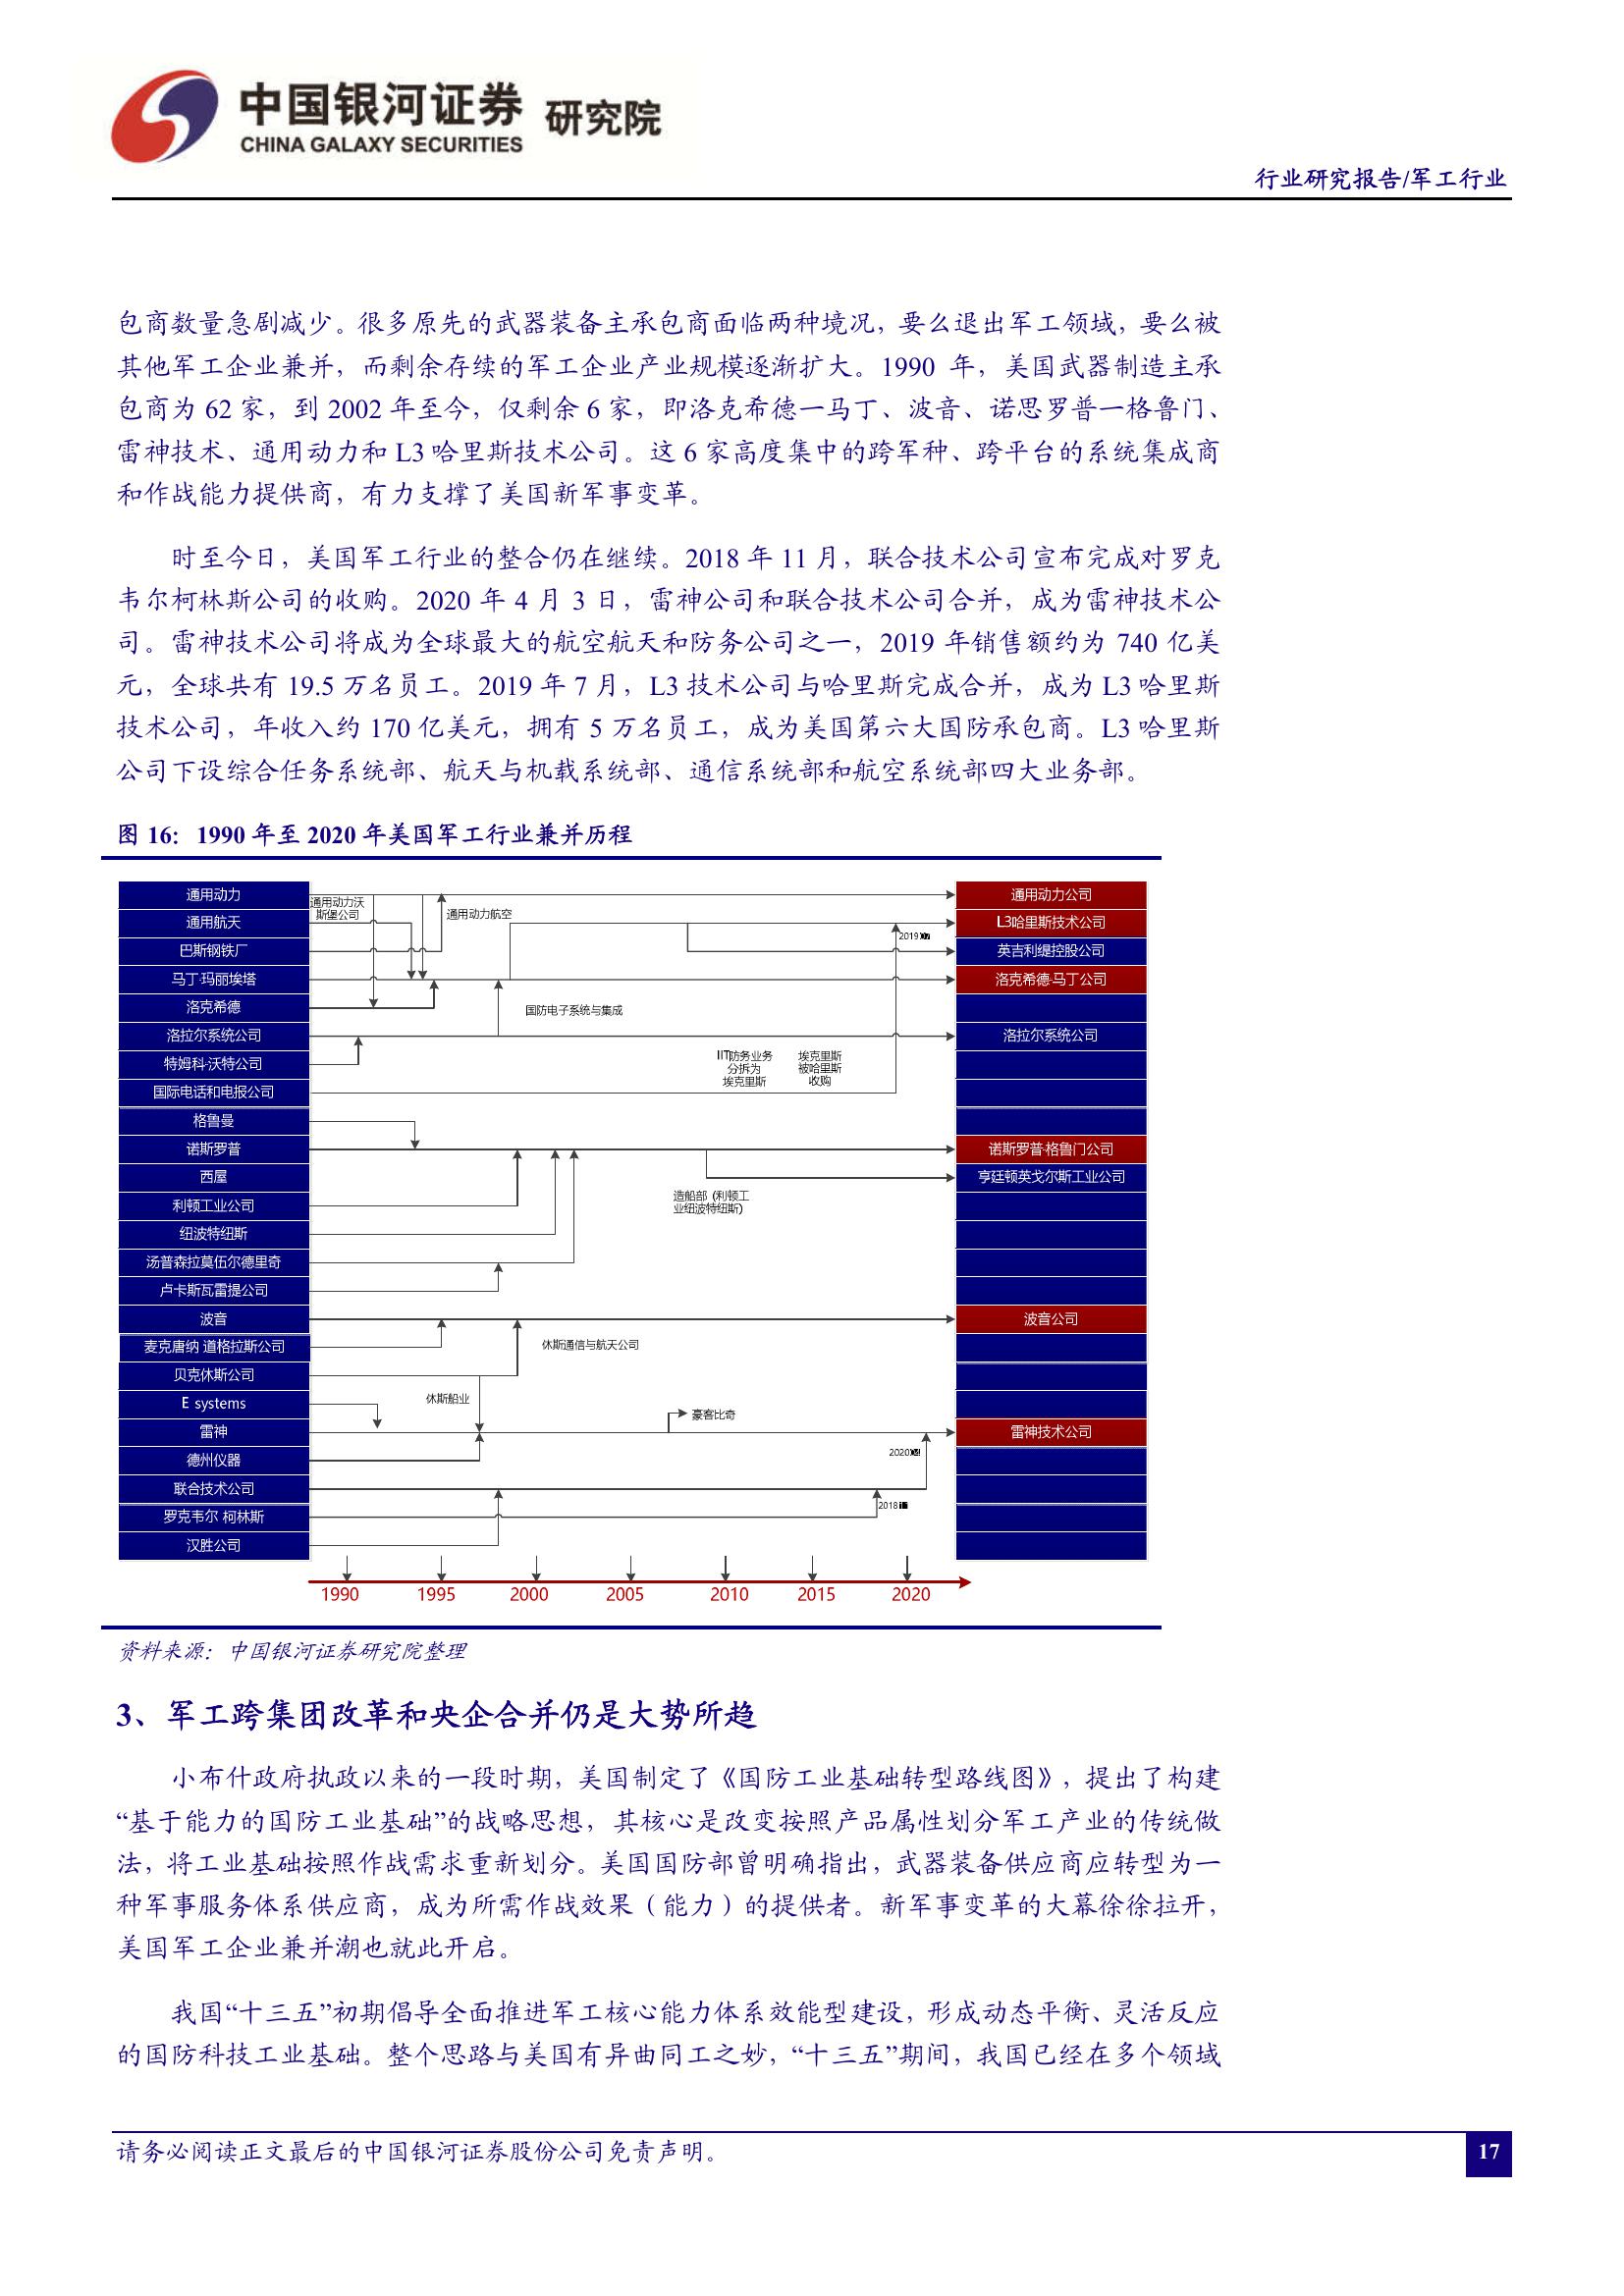 中国银河证券 研究院
CHINA GALAXY SECURITIES
行业研究报告/军工行业
包商数量急剧减少。很多原先的武器装备主承包商面临两种境况，要么退出军工领域，要么被
其他军工企业兼并，而剩余存续的军工企业产业规模逐渐扩大。1990 年，美国武器制造主承
包商为 62 家，到 2002 年至今，仅剩余 6 家，即洛克希德一马丁、波音、诺思罗普一格鲁门、
雷神技术、通用动力和 L3 哈里斯技术公司。这 6 家高度集中的跨军种、跨平台的系统集成商
和作战能力提供商，有力支撑了美国新军事变革。
时至今日，美国军工行业的整合仍在继续。2018 年 11 月，联合技术公司宣布完成对罗克
韦尔柯林斯公司的收购。2020 年 4 月 3 日，雷神公司和联合技术公司合并，成为雷神技术公
司。雷神技术公司将成为全球最大的航空航天和防务公司之一，2019 年销售额约为 740 亿美
元，全球共有 19.5 万名员工。2019 年 7 月，L3 技术公司与哈里斯完成合并，成为 L3 哈里斯
技术公司，年收入约 170 亿美元，拥有 5 万名员工，成为美国第六大国防承包商。L3 哈里斯
公司下设综合任务系统部、航天与机载系统部、通信系统部和航空系统部四大业务部。
图 16：1990 年至 2020 年美国军工行业兼并历程
通用动力
通用航天
巴斯钢铁厂
马丁·玛丽埃塔
洛克希德
洛拉尔系统公司
特姆科·沃特公司
国际电话和电报公司
格鲁曼
诺斯罗普
西屋
利顿工业公司
纽波特纽斯
汤普森拉莫伍尔德里奇
卢卡斯瓦雷提公司
波音
麦克唐纳 道格拉斯公司
贝克休斯公司
E systems
雷神
德州仪器
联合技术公司
罗克韦尔 柯林斯
汉胜公司
通用动力沃
斯堡公司
通用动力航空
2019
国防电子系统与集成
IIT防务业务
分拆为
埃克里斯
埃克里斯
被哈里斯
收购
造船部 (利顿工
业纽波特纽斯)
休斯通信与航天公司
休斯船业
豪客比奇
2020
2018
通用动力公司
L3哈里斯技术公司
英吉利缇控股公司
洛克希德·马丁公司
洛拉尔系统公司
诺斯罗普·格鲁门公司
亨廷顿英戈尔斯工业公司
波音公司
雷神技术公司
1990 1995 2000 2005 2010 2015 2020
资料来源：中国银河证券研究院整理
3、军工跨集团改革和央企合并仍是大势所趋
小布什政府执政以来的一段时期，美国制定了《国防工业基础转型路线图》，提出了构建
“基于能力的国防工业基础”的战略思想，其核心是改变按照产品属性划分军工产业的传统做
法，将工业基础按照作战需求重新划分。美国国防部曾明确指出，武器装备供应商应转型为一
种军事服务体系供应商，成为所需作战效果（能力）的提供者。新军事变革的大幕徐徐拉开，
美国军工企业兼并潮也就此开启。
我国“十三五”初期倡导全面推进军工核心能力体系效能型建设，形成动态平衡、灵活反应
的国防科技工业基础。整个思路与美国有异曲同工之妙，“十三五”期间，我国已经在多个领域
请务必阅读正文最后的中国银河证券股份公司免责声明。
17